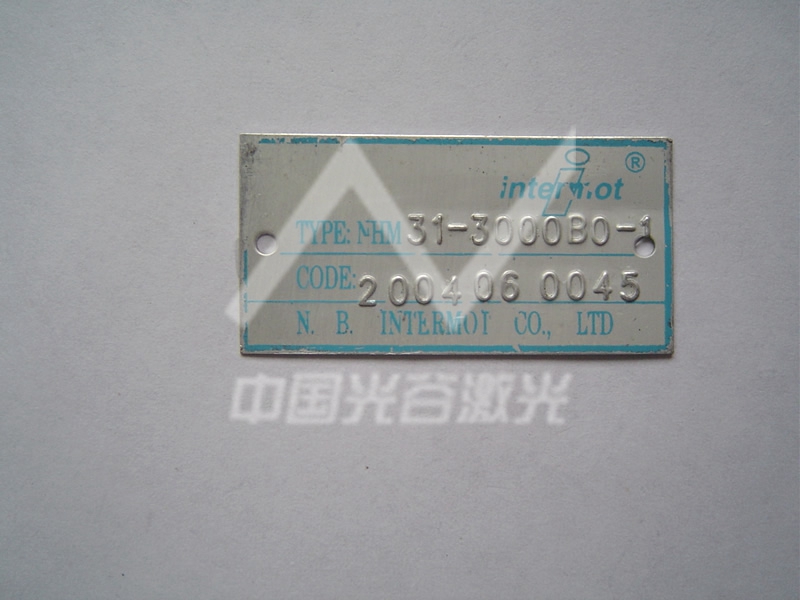 intermot ®
TYPE: NHM 31-3000B0-1
CODE: 2004 06 0045
N. B. INTERMOT CO., LTD
中国光谷激光